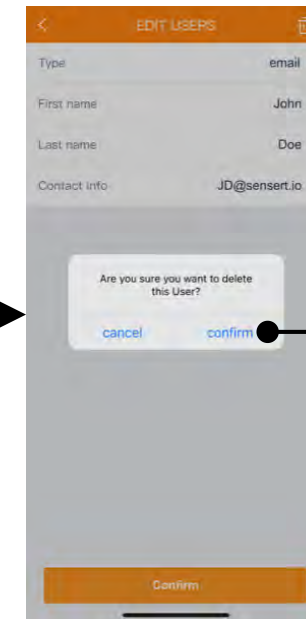 EDIT USERS
Type email
First name John
Last name Doe
Contact info JD@sensert.io
Are you sure you want to delete
this User?
cancel confirm
Confirm